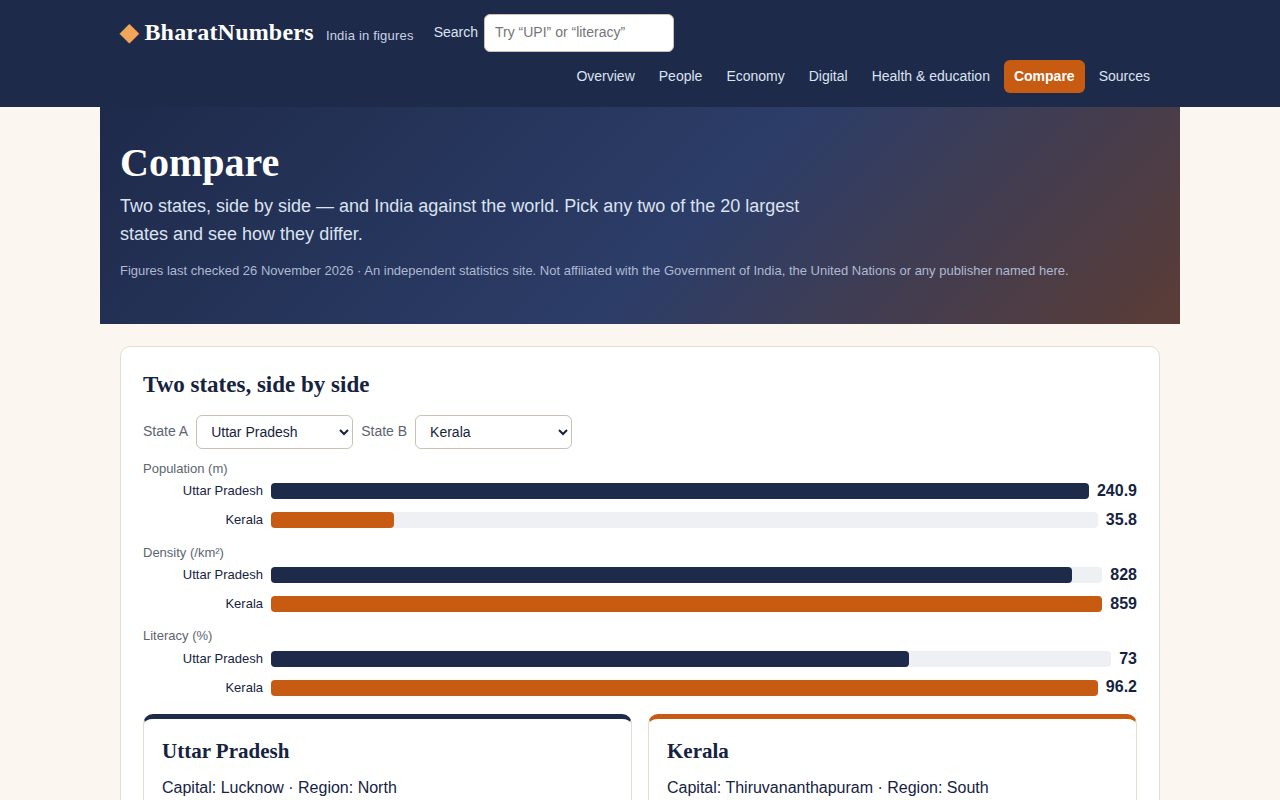 ◆ BharatNumbers India in figures Search Try “UPI” or “literacy”
Overview People Economy Digital Health & education Compare Sources
Compare
Two states, side by side — and India against the world. Pick any two of the 20 largest
states and see how they differ.
Figures last checked 26 November 2026 · An independent statistics site. Not affiliated with the Government of India, the United Nations or any publisher named here.
Two states, side by side
State A Uttar Pradesh State B Kerala
Population (m)
Uttar Pradesh 240.9
Kerala 35.8
Density (/km²)
Uttar Pradesh 828
Kerala 859
Literacy (%)
Uttar Pradesh 73
Kerala 96.2
Uttar Pradesh
Capital: Lucknow · Region: North
Kerala
Capital: Thiruvananthapuram · Region: South